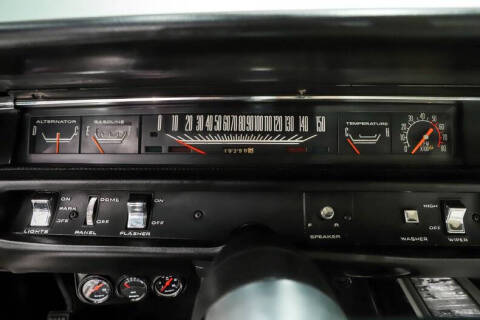 ALTERNATOR
GASOLINE
TEMPERATURE
D C
E
0 10 20 30 40 50 60 70 80 90 100 110 120 130 140 150
ON
PARK
OFF
LIGHTS
DOME
PANEL
ON
OFF
FLASHER
SPEAKER
WASHER
HIGH
OFF
WIPER